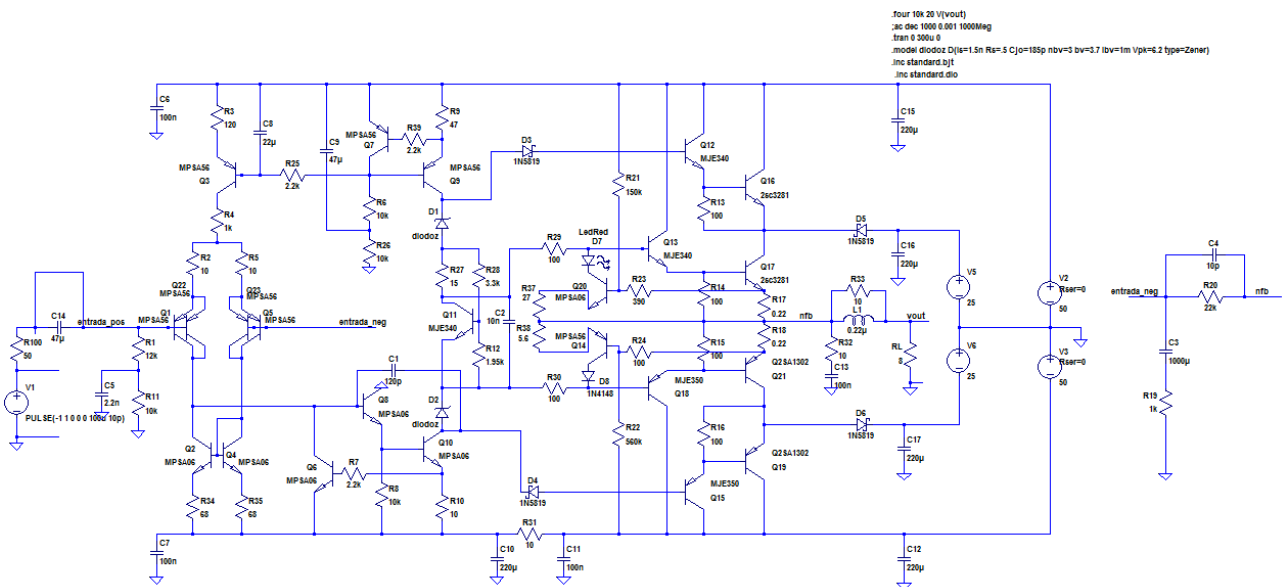 .four 10k 20 V(vout)
;ac dec 1000 0.001 1000Meg
.tran 0 300u 0
.model diodoz D(Is=1.5n Rs=.5 Cjo=185p nbv=3 bv=3.7 Ibv=1m Vpk=6.2 type=Zener)
.inc standard.bjt
.inc standard.dio
C6
100n
R3
120
C8
22µ
MPSA56
Q3
R25
2.2k
C9
47µ
MPSA56
Q7
R39
2.2k
R9
47
MPSA56
Q9
D3
1N5819
Q12
MJE340
C15
220µ
R4
1k
R6
10k
R26
10k
D1
diodoz
R21
150k
R13
100
Q16
2sc3281
D5
1N5819
C16
220µ
R2
10
R5
10
Q22
MPSA56
Q1
Q23
MPSA56
Q5
MPSA56
R27
15
R28
3.3k
R29
100
LedRed
D7
Q13
MJE340
Q17
2sc3281
Q20
MPSA06
R23
390
R37
27
R14
100
R17
0.22
V5
25
V2
Rser=0
50
C4
10p
entrada_neg
R20
22k
nfb
C14
47µ
entrada_pos
entrada_neg
Q11
MJE340
C2
10n
R38
5.6
MPSA56
Q14
nfb
R33
10
L1
0.22µ
vout
R100
50
R1
12k
R12
1.95k
R24
100
R15
100
R18
0.22
R32
10
C13
100n
RL
8
V6
25
V3
Rser=0
50
C3
1000µ
V1
PULSE(-1 1 0 0 0 100u 10p)
C5
2.2n
R11
10k
C1
120p
Q8
MPSA06
D2
diodoz
R30
100
D8
1N4148
MJE350
Q18
Q2SA1302
Q21
R19
1k
Q2
MPSA06
Q4
MPSA06
Q6
MPSA06
R7
2.2k
Q10
MPSA06
R8
10k
R10
10
R22
560k
R16
100
D6
1N5819
C17
220µ
Q2SA1302
Q19
R34
68
R35
68
D4
1N5819
MJE350
Q15
C7
100n
R31
10
C10
220µ
C11
100n
C12
220µ